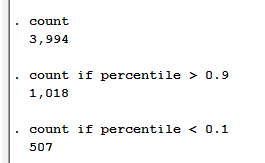 . count
3,994
. count if percentile > 0.9
1,018
. count if percentile < 0.1
507